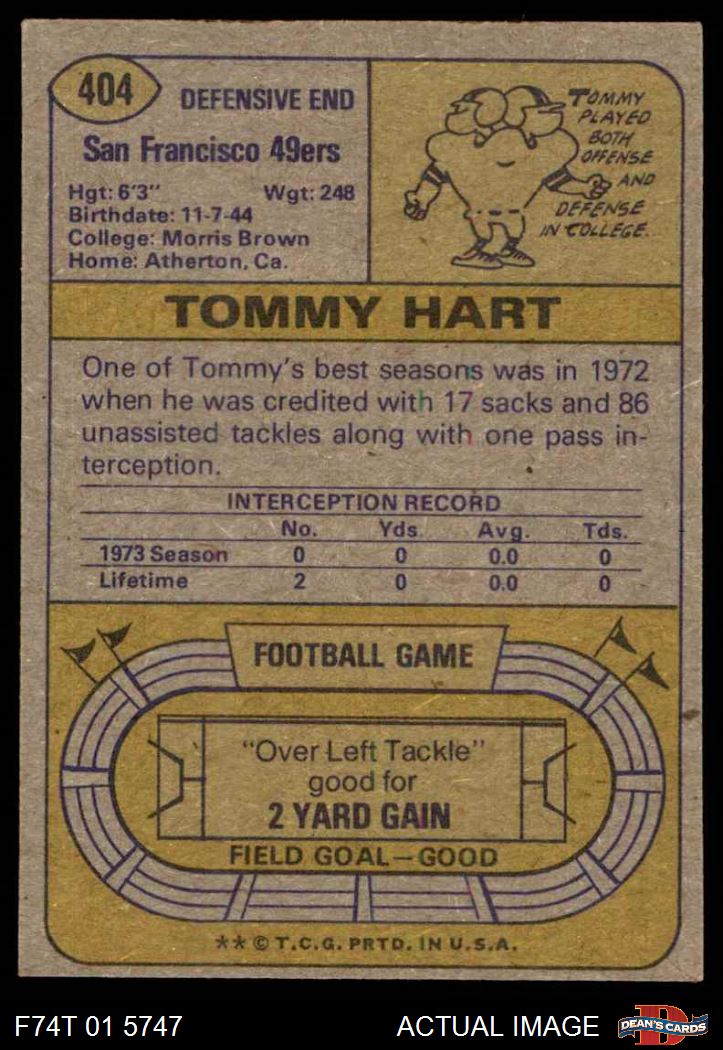 404
DEFENSIVE END
San Francisco 49ers
Hgt: 6'3" Wgt: 248
Birthdate: 11-7-44
College: Morris Brown
Home: Atherton, Ca.
TOMMY
PLAYED
BOTH
OFFENSE
AND
DEFENSE
IN COLLEGE.
TOMMY HART
One of Tommy's best seasons was in 1972
when he was credited with 17 sacks and 86
unassisted tackles along with one pass in-
terception.
INTERCEPTION RECORD
No. Yds. Avg. Tds.
1973 Season 0 0 0.0 0
Lifetime 2 0 0.0 0
FOOTBALL GAME
"Over Left Tackle"
good for
2 YARD GAIN
FIELD GOAL—GOOD
** © T.C.G. PRTD. IN U.S.A.
F74T 01 5747 ACTUAL IMAGE
D
DEAN'S CARDS